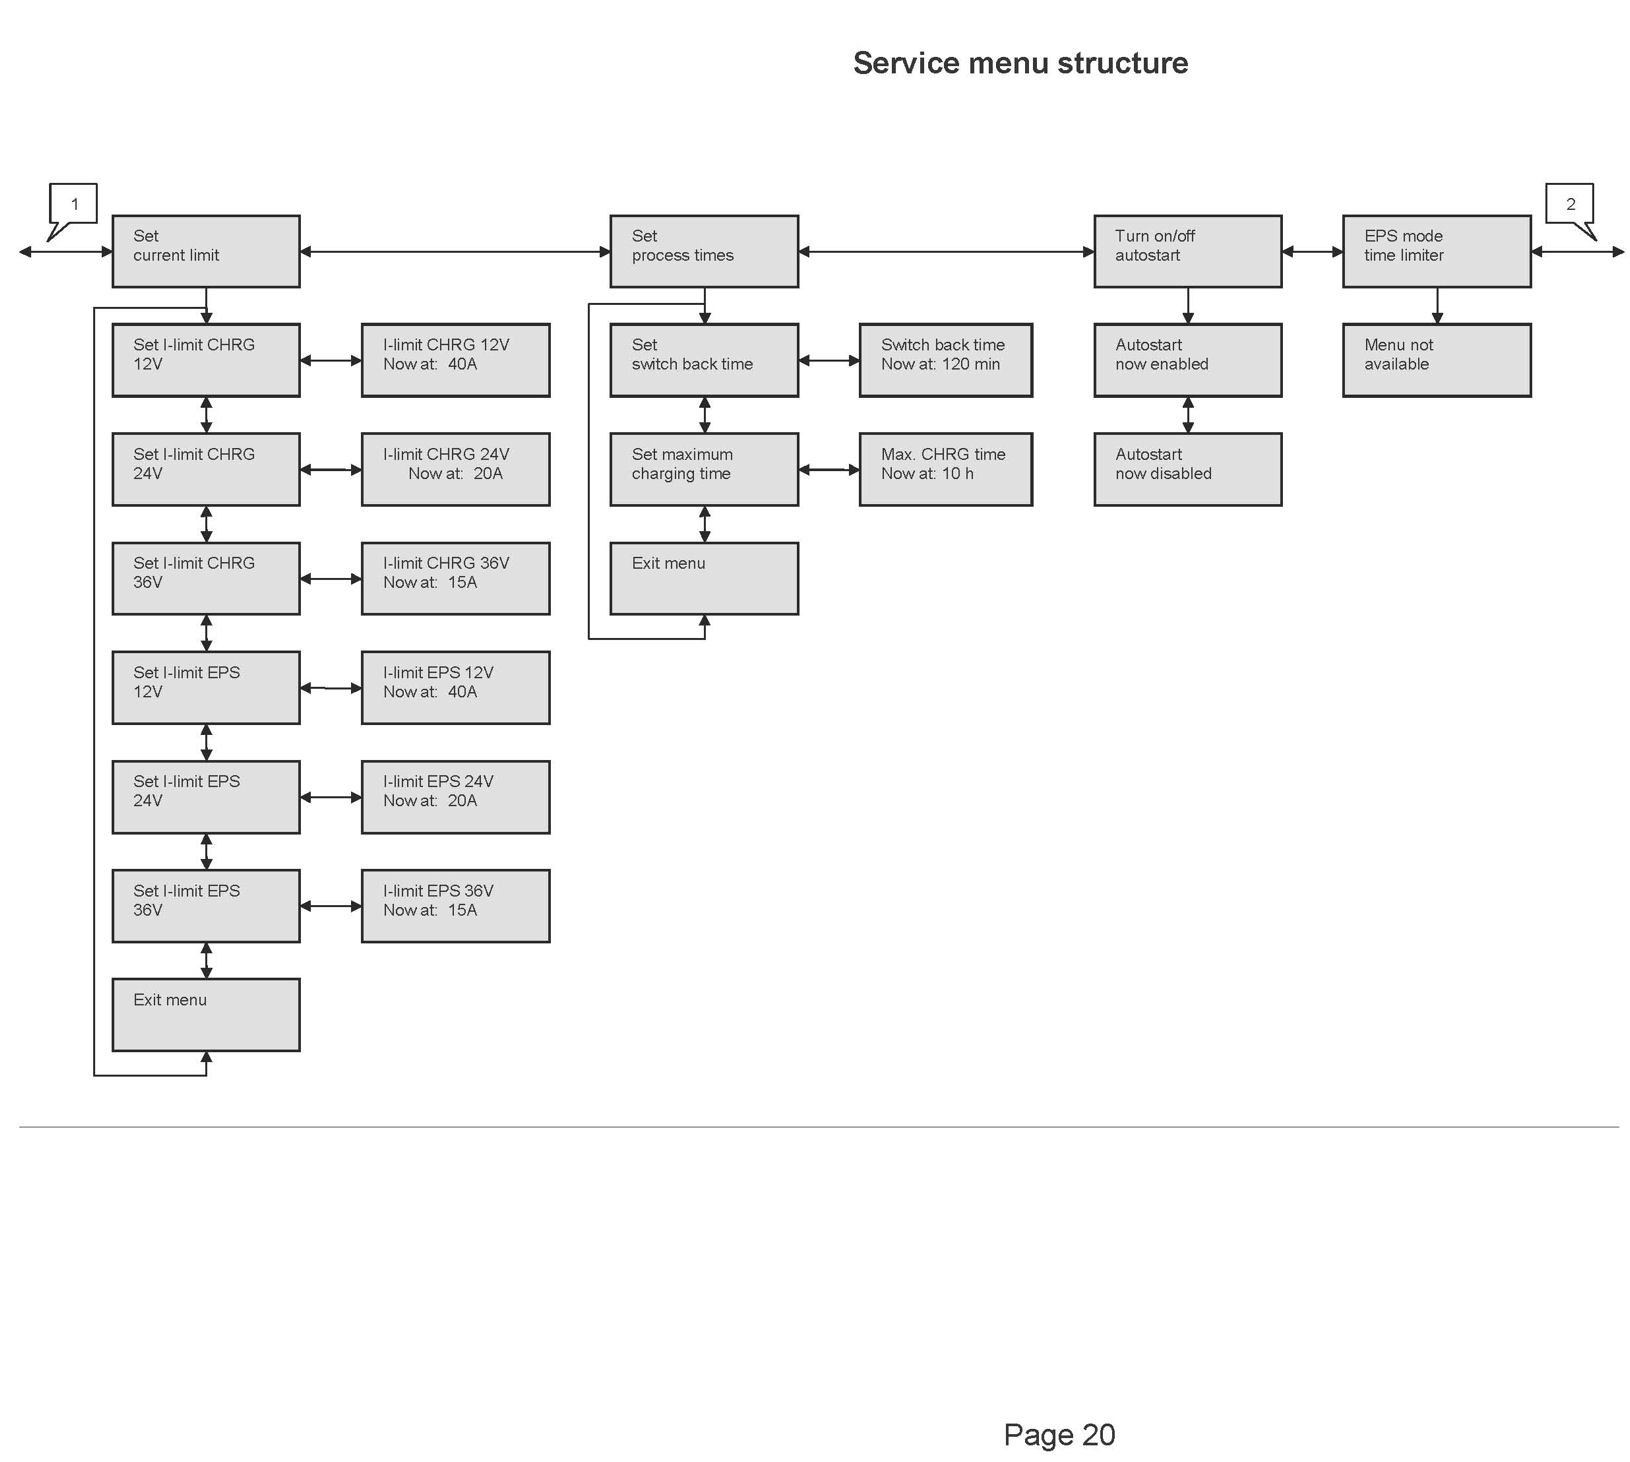 Service menu structure
1
2
Set
current limit
Set
process times
Turn on/off
autostart
EPS mode
time limiter
Set I-limit CHRG
12V
I-limit CHRG 12V
Now at:  40A
Set
switch back time
Switch back time
Now at: 120 min
Autostart
now enabled
Menu not
available
Set I-limit CHRG
24V
I-limit CHRG 24V
Now at:  20A
Set maximum
charging time
Max. CHRG time
Now at: 10 h
Autostart
now disabled
Set I-limit CHRG
36V
I-limit CHRG 36V
Now at:  15A
Exit menu
Set I-limit EPS
12V
I-limit EPS 12V
Now at:  40A
Set I-limit EPS
24V
I-limit EPS 24V
Now at:  20A
Set I-limit EPS
36V
I-limit EPS 36V
Now at:  15A
Exit menu
Page 20